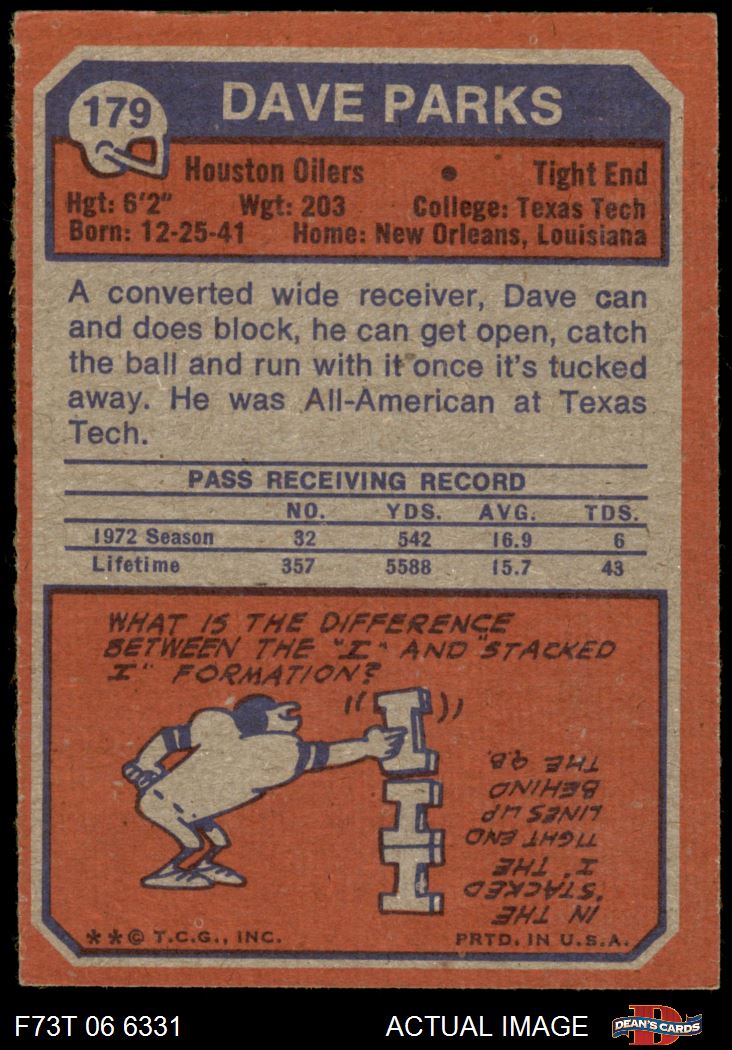 179
DAVE PARKS
Houston Oilers • Tight End
Hgt: 6'2" Wgt: 203 College: Texas Tech
Born: 12-25-41 Home: New Orleans, Louisiana
A converted wide receiver, Dave can
and does block, he can get open, catch
the ball and run with it once it's tucked
away. He was All-American at Texas
Tech.
PASS RECEIVING RECORD
NO. YDS. AVG. TDS.
1972 Season 32 542 16.9 6
Lifetime 357 5588 15.7 43
WHAT IS THE DIFFERENCE
BETWEEN THE "I" AND "STACKED
I" FORMATION?
I
I
I
IN THE
"STACKED
I" THE
TIGHT END
LINES UP
BEHIND
THE Q.B.
**© T.C.G., INC. PRTD. IN U.S.A.
F73T 06 6331 ACTUAL IMAGE
D
DEAN'S CARDS